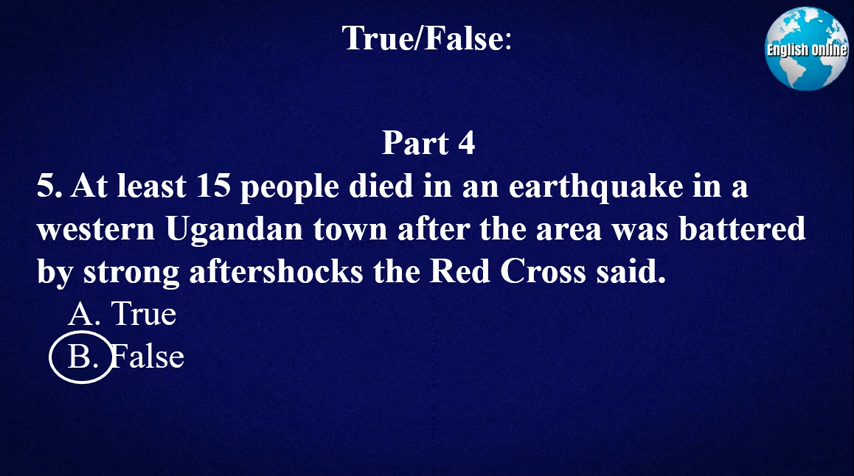 True/False:
English Online
Part 4
5. At least 15 people died in an earthquake in a
western Ugandan town after the area was battered
by strong aftershocks the Red Cross said.
A. True
B. False